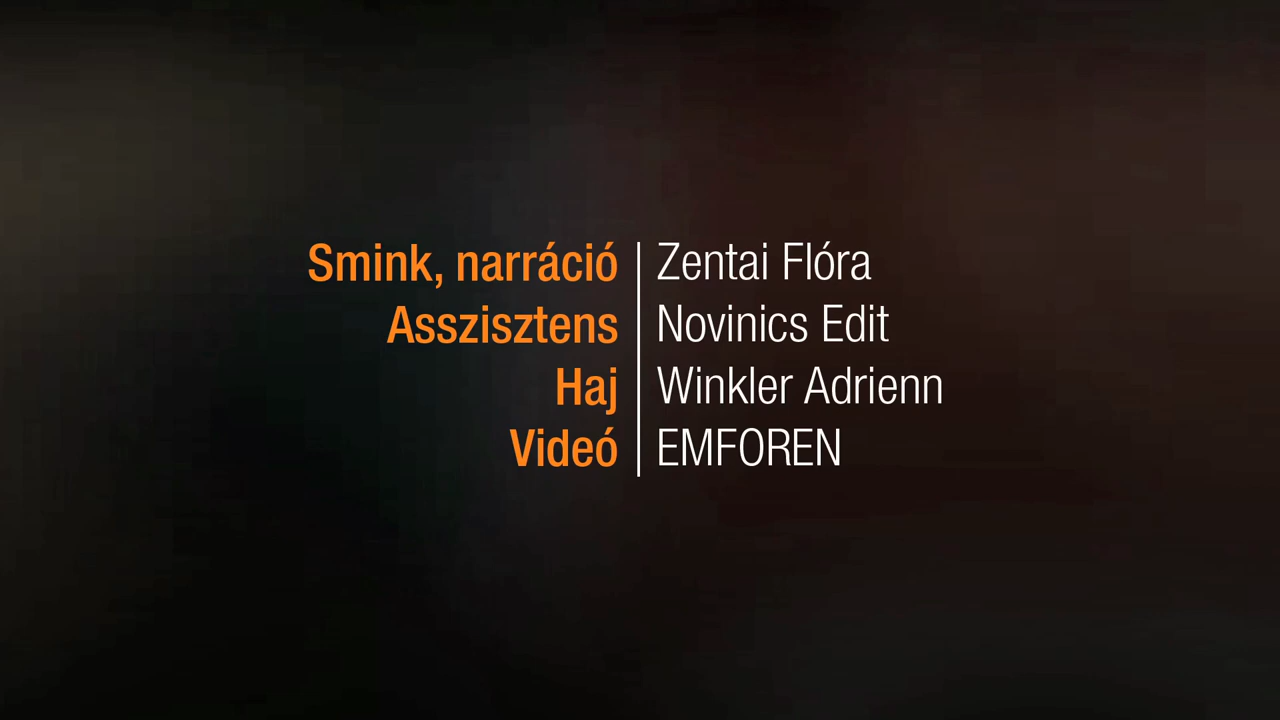 Smink, narráció Zentai Flóra
Asszisztens Novinics Edit
Haj Winkler Adrienn
Videó EMFOREN